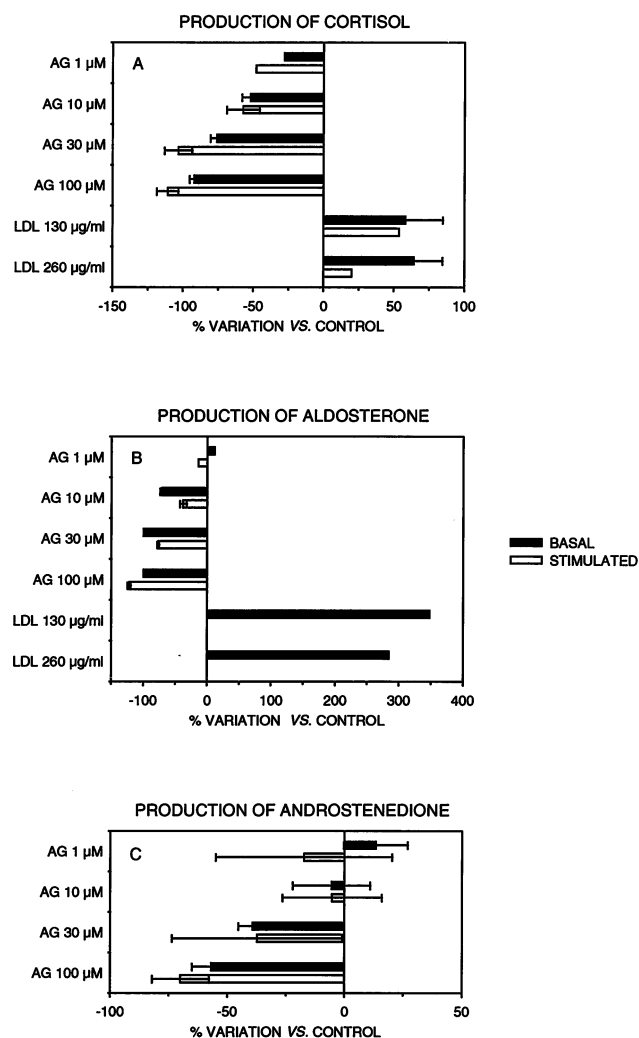 PRODUCTION OF CORTISOL
A
AG 1 µM
AG 10 µM
AG 30 µM
AG 100 µM
LDL 130 µg/ml
LDL 260 µg/ml
-150 -100 -50 0 50 100
% VARIATION VS. CONTROL
PRODUCTION OF ALDOSTERONE
B
AG 1 µM
AG 10 µM
AG 30 µM
AG 100 µM
LDL 130 µg/ml
LDL 260 µg/ml
-100 0 100 200 300 400
% VARIATION VS. CONTROL
BASAL
STIMULATED
PRODUCTION OF ANDROSTENEDIONE
C
AG 1 µM
AG 10 µM
AG 30 µM
AG 100 µM
-100 -50 0 50
% VARIATION VS. CONTROL